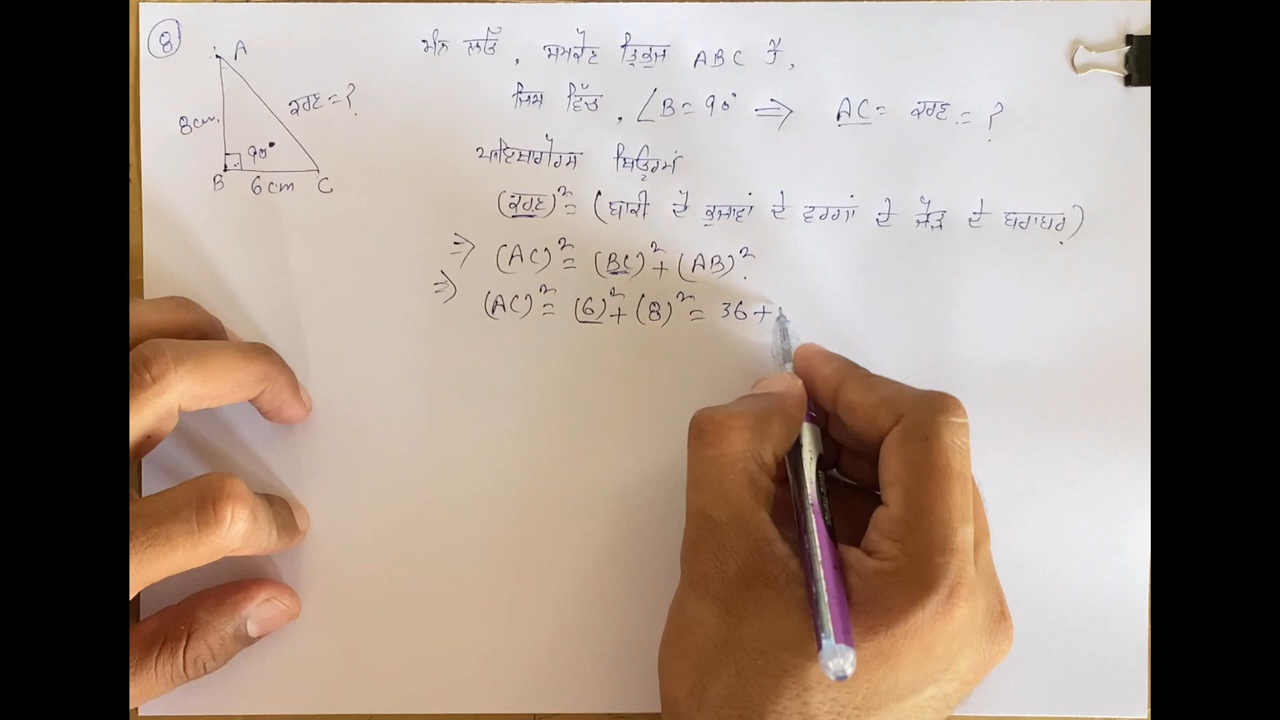 8
A
8cm.
ਕਰਣ = ?
90°
B 6cm C
ਮੰਨ ਲਓ, ਸਮਕੋਣ ਤ੍ਰਿਭੁਜ ABC ਹੈ,
ਜਿਸ ਵਿੱਚ, ∠B = 90° ⟹ AC = ਕਰਣ = ?
ਪਾਇਥਾਗੋਰਸ ਥਿਊਰਮ
(ਕਰਣ)² = (ਬਾਕੀ ਦੋ ਭੁਜਾਵਾਂ ਦੇ ਵਰਗਾਂ ਦੇ ਜੋੜ ਦੇ ਬਰਾਬਰ)
⇒ (AC)² = (BC)² + (AB)².
⇒ (AC)² = (6)² + (8)² = 36 +